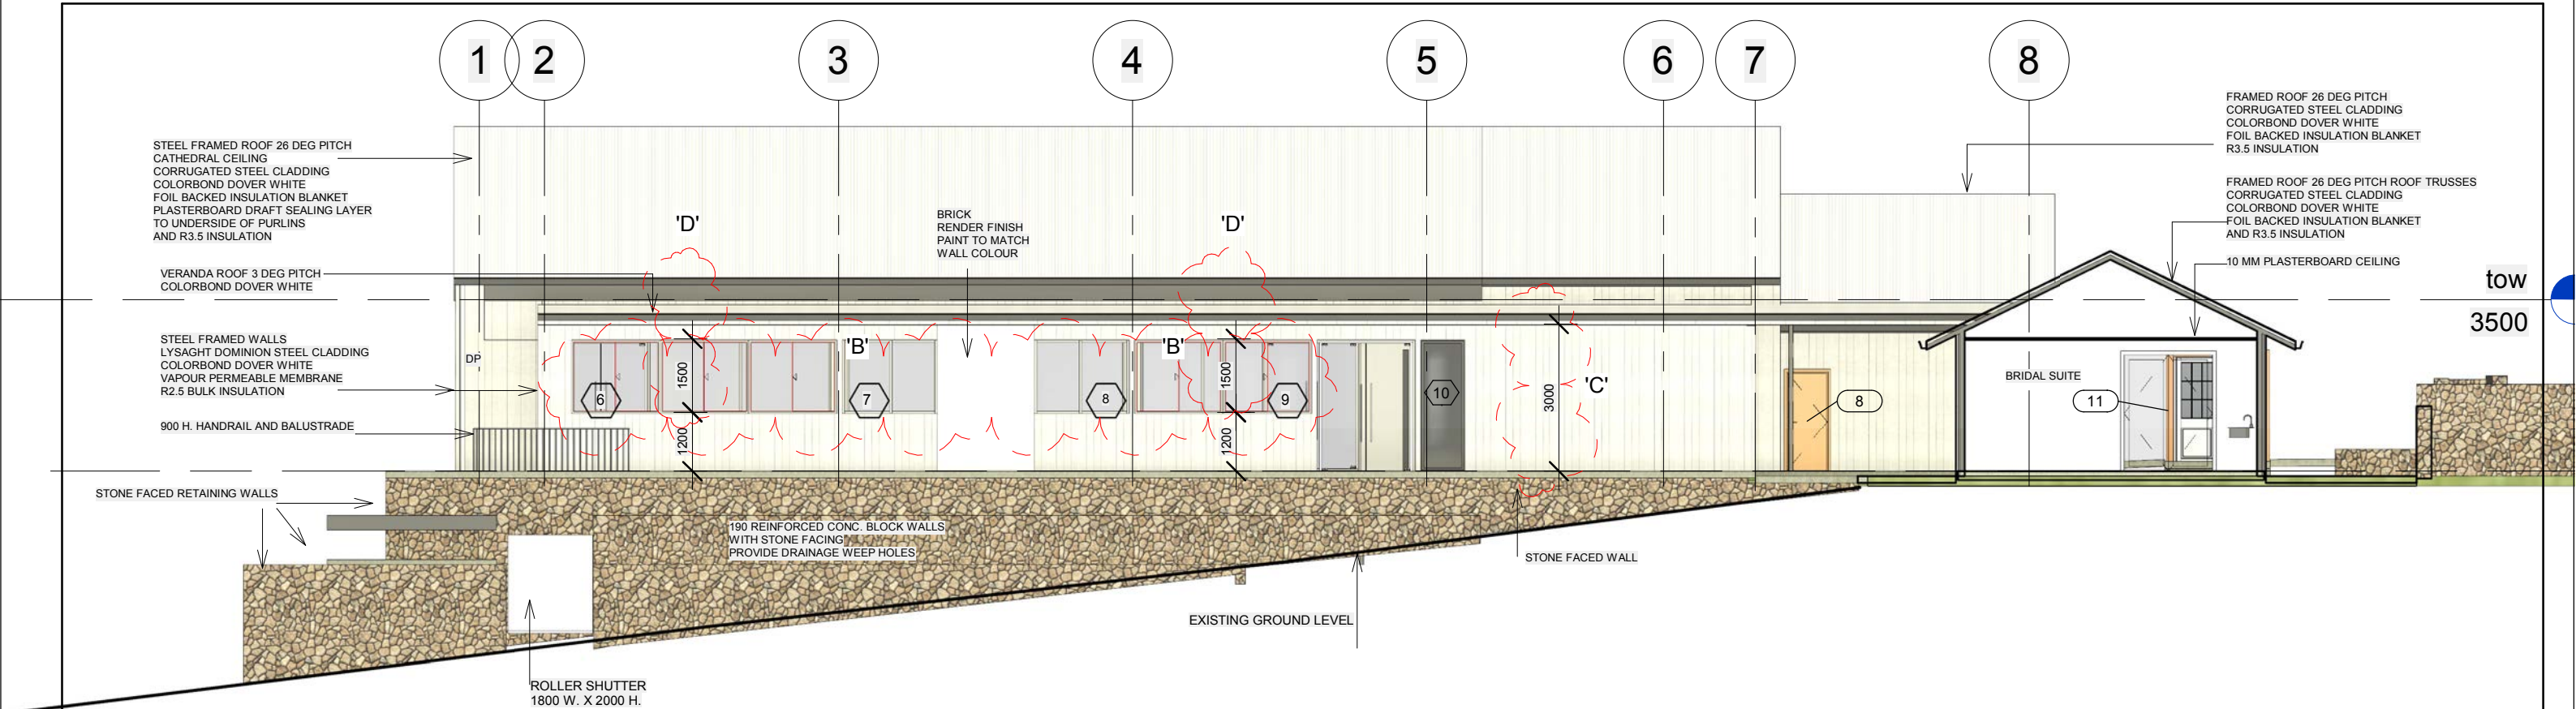 1
2
3
4
5
6
7
8
STEEL FRAMED ROOF 26 DEG PITCH
CATHEDRAL CEILING
CORRUGATED STEEL CLADDING
COLORBOND DOVER WHITE
FOIL BACKED INSULATION BLANKET
PLASTERBOARD DRAFT SEALING LAYER
TO UNDERSIDE OF PURLINS
AND R3.5 INSULATION
VERANDA ROOF 3 DEG PITCH
COLORBOND DOVER WHITE
STEEL FRAMED WALLS
LYSAGHT DOMINION STEEL CLADDING
COLORBOND DOVER WHITE
VAPOUR PERMEABLE MEMBRANE
R2.5 BULK INSULATION
900 H. HANDRAIL AND BALUSTRADE
STONE FACED RETAINING WALLS
DP
'D'
BRICK
RENDER FINISH
PAINT TO MATCH
WALL COLOUR
'D'
'B'
'B'
'C'
6
1500
1200
7
8
1500
1200
9
10
3000
8
BRIDAL SUITE
11
FRAMED ROOF 26 DEG PITCH
CORRUGATED STEEL CLADDING
COLORBOND DOVER WHITE
FOIL BACKED INSULATION BLANKET
R3.5 INSULATION
FRAMED ROOF 26 DEG PITCH ROOF TRUSSES
CORRUGATED STEEL CLADDING
COLORBOND DOVER WHITE
FOIL BACKED INSULATION BLANKET
AND R3.5 INSULATION
10 MM PLASTERBOARD CEILING
tow
3500
190 REINFORCED CONC. BLOCK WALLS
WITH STONE FACING
PROVIDE DRAINAGE WEEP HOLES
STONE FACED WALL
EXISTING GROUND LEVEL
ROLLER SHUTTER
1800 W. X 2000 H.